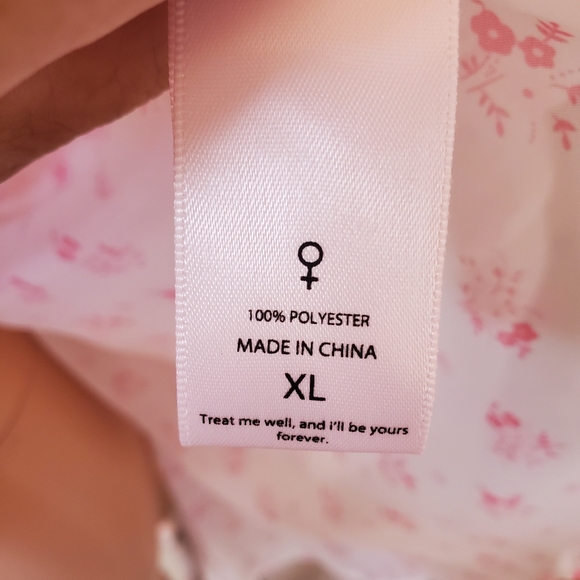 100% POLYESTER
MADE IN CHINA
XL
Treat me well, and i'll be yours
forever.